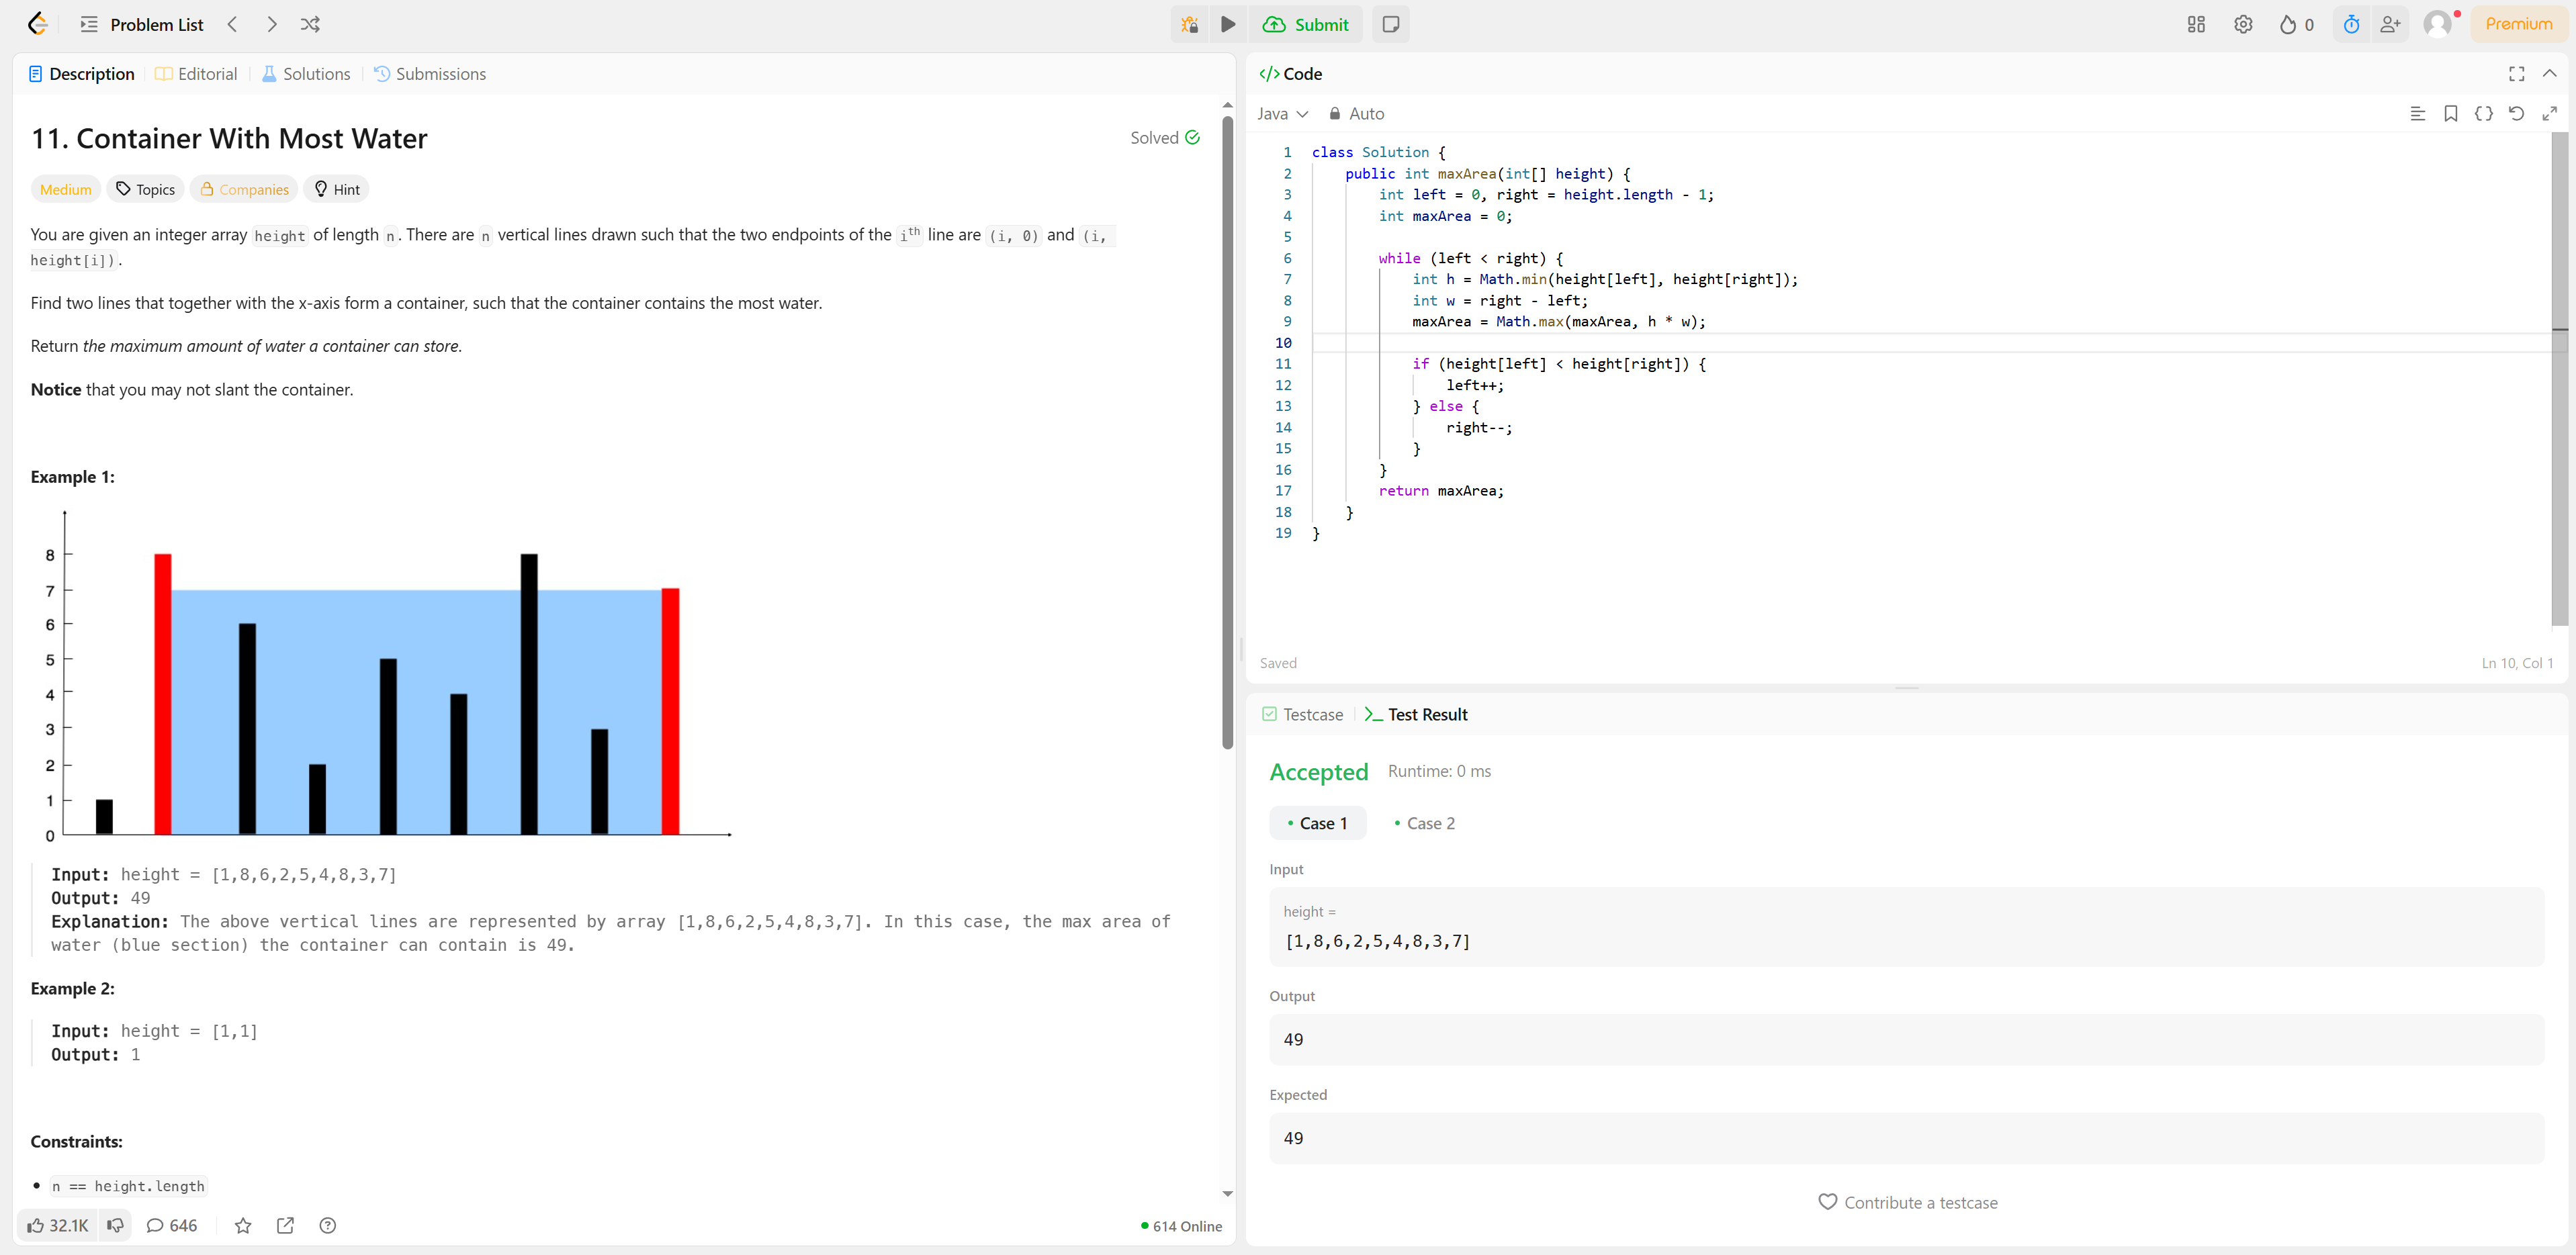 Problem List
Submit
0
Premium
Description
Editorial
Solutions
Submissions
11. Container With Most Water
Solved
Medium
Topics
Companies
Hint
You are given an integer array height of length n. There are n vertical lines drawn such that the two endpoints of the ith line are (i, 0) and (i,
height[i]).
Find two lines that together with the x-axis form a container, such that the container contains the most water.
Return the maximum amount of water a container can store.
Notice that you may not slant the container.
Example 1:
8
7
6
5
4
3
2
1
0
Input: height = [1,8,6,2,5,4,8,3,7]
Output: 49
Explanation: The above vertical lines are represented by array [1,8,6,2,5,4,8,3,7]. In this case, the max area of
water (blue section) the container can contain is 49.
Example 2:
Input: height = [1,1]
Output: 1
Constraints:
• n == height.length
32.1K
646
614 Online
</> Code
Java
Auto
1 class Solution {
2     public int maxArea(int[] height) {
3         int left = 0, right = height.length - 1;
4         int maxArea = 0;
5
6         while (left < right) {
7             int h = Math.min(height[left], height[right]);
8             int w = right - left;
9             maxArea = Math.max(maxArea, h * w);
10
11             if (height[left] < height[right]) {
12                 left++;
13             } else {
14                 right--;
15             }
16         }
17         return maxArea;
18     }
19 }
Saved
Ln 10, Col 1
Testcase
Test Result
Accepted
Runtime: 0 ms
• Case 1
• Case 2
Input
height =
[1,8,6,2,5,4,8,3,7]
Output
49
Expected
49
Contribute a testcase